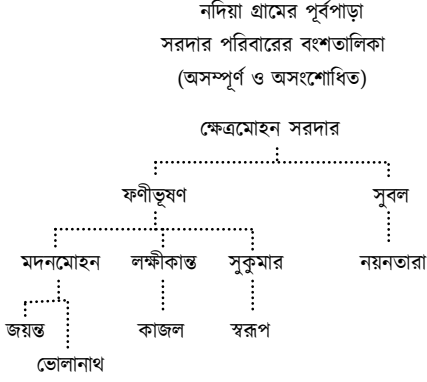 নদিয়া গ্রামের পূর্বপাড়া
সরদার পরিবারের বংশতালিকা
(অসম্পূর্ণ ও অসংশোধিত)
ক্ষেত্রমোহন সরদার
ফণীভূষণ সুবল
মদনমোহন লক্ষীকান্ত সুকুমার নয়নতারা
জয়ন্ত কাজল স্বরূপ
ভোলানাথ